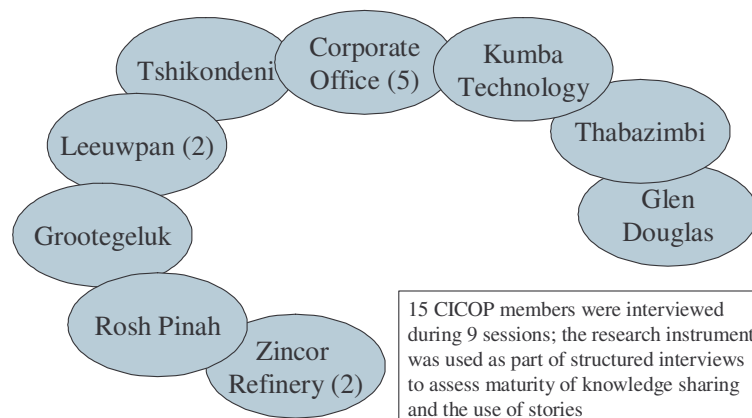 Corporate
Office (5)
Kumba
Technology
Tshikondeni
Thabazimbi
Leeuwpan (2)
Glen
Douglas
Grootegeluk
Rosh Pinah
Zincor
Refinery (2)
15 CICOP members were interviewed
during 9 sessions; the research instrument
was used as part of structured interviews
to assess maturity of knowledge sharing
and the use of stories